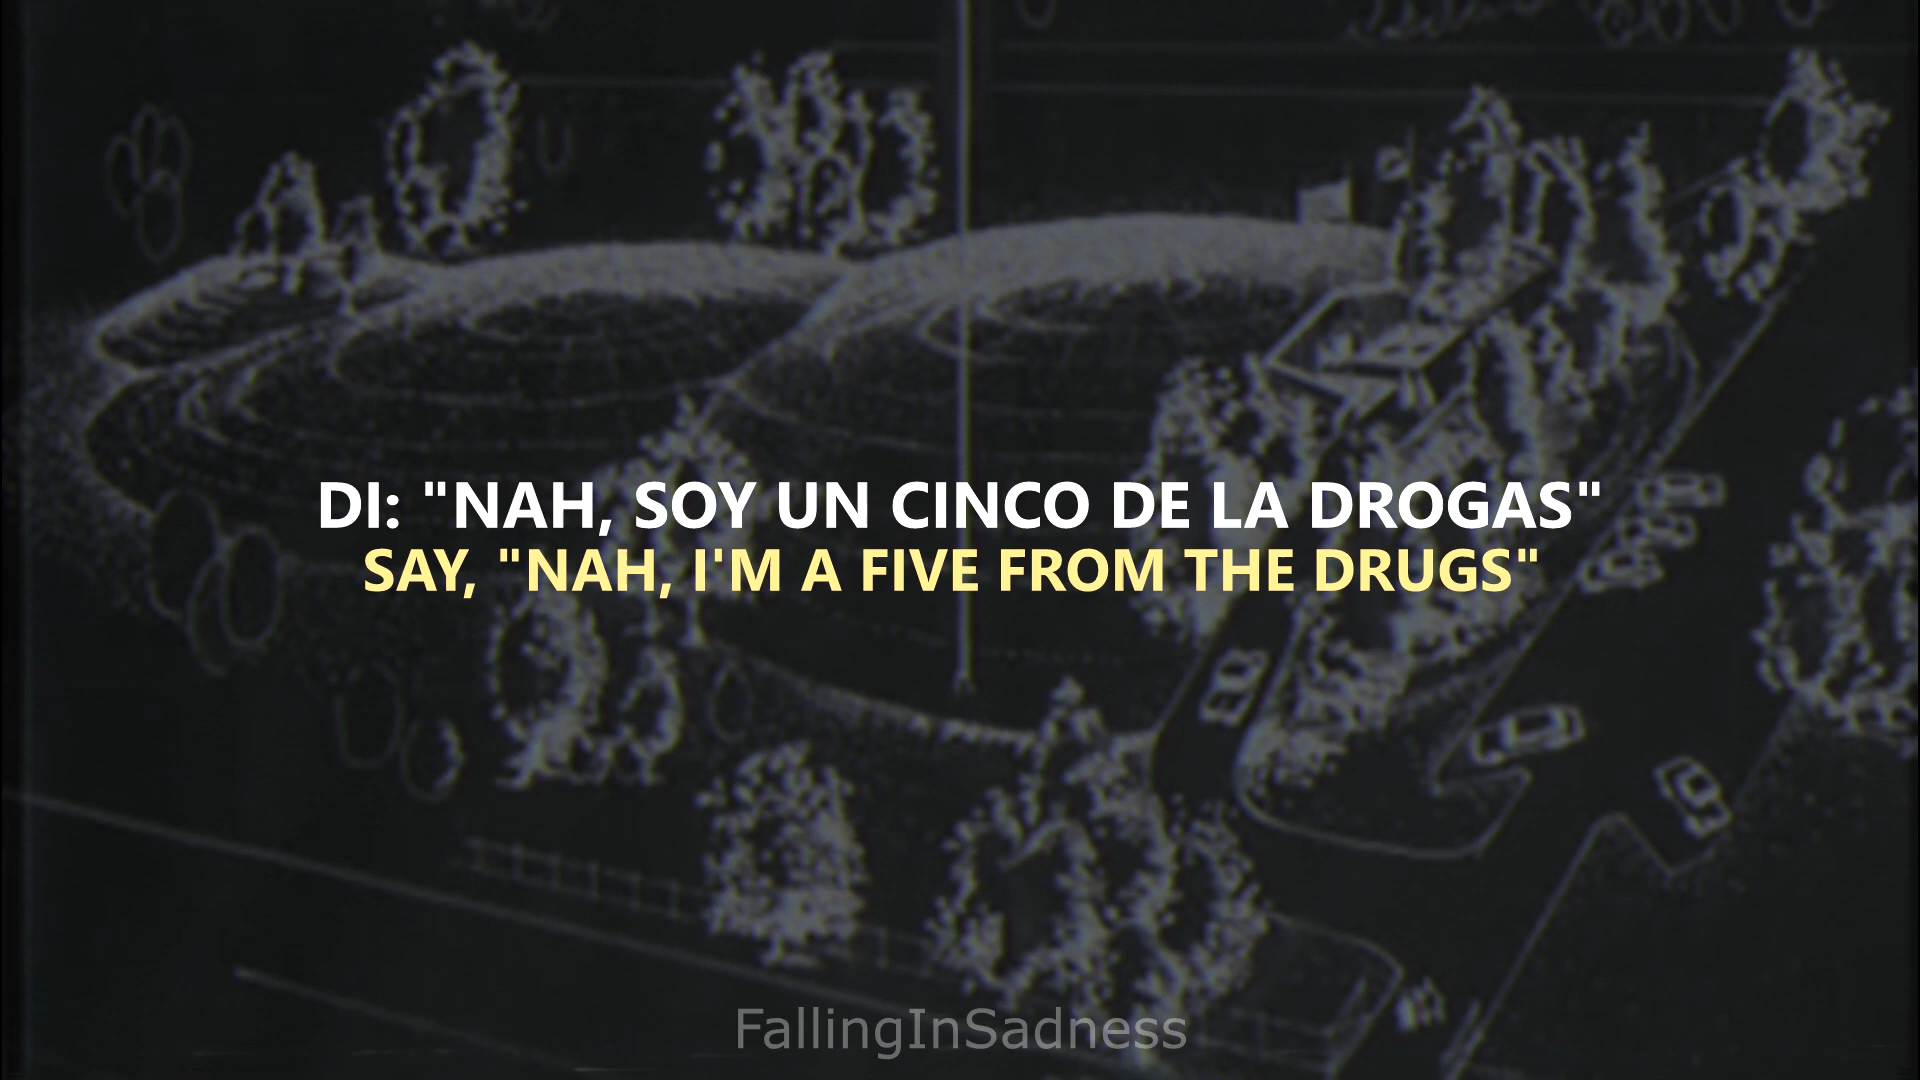 DI: "NAH, SOY UN CINCO DE LA DROGAS"
SAY, "NAH, I'M A FIVE FROM THE DRUGS"
FallingInSadness